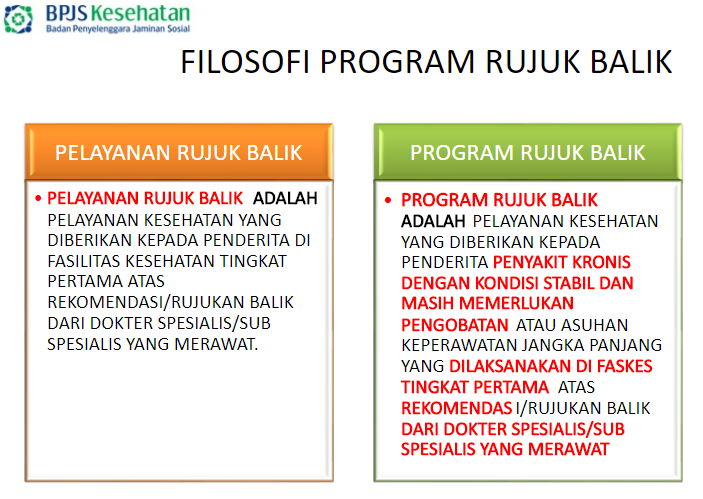 BPJS Kesehatan
Badan Penyelenggara Jaminan Sosial
FILOSOFI PROGRAM RUJUK BALIK
PELAYANAN RUJUK BALIK
• PELAYANAN RUJUK BALIK ADALAH
PELAYANAN KESEHATAN YANG
DIBERIKAN KEPADA PENDERITA DI
FASILITAS KESEHATAN TINGKAT
PERTAMA ATAS
REKOMENDASI/RUJUKAN BALIK
DARI DOKTER SPESIALIS/SUB
SPESIALIS YANG MERAWAT.
PROGRAM RUJUK BALIK
• PROGRAM RUJUK BALIK
ADALAH PELAYANAN KESEHATAN
YANG DIBERIKAN KEPADA
PENDERITA PENYAKIT KRONIS
DENGAN KONDISI STABIL DAN
MASIH MEMERLUKAN
PENGOBATAN ATAU ASUHAN
KEPERAWATAN JANGKA PANJANG
YANG DILAKSANAKAN DI FASKES
TINGKAT PERTAMA ATAS
REKOMENDASI/RUJUKAN BALIK
DARI DOKTER SPESIALIS/SUB
SPESIALIS YANG MERAWAT